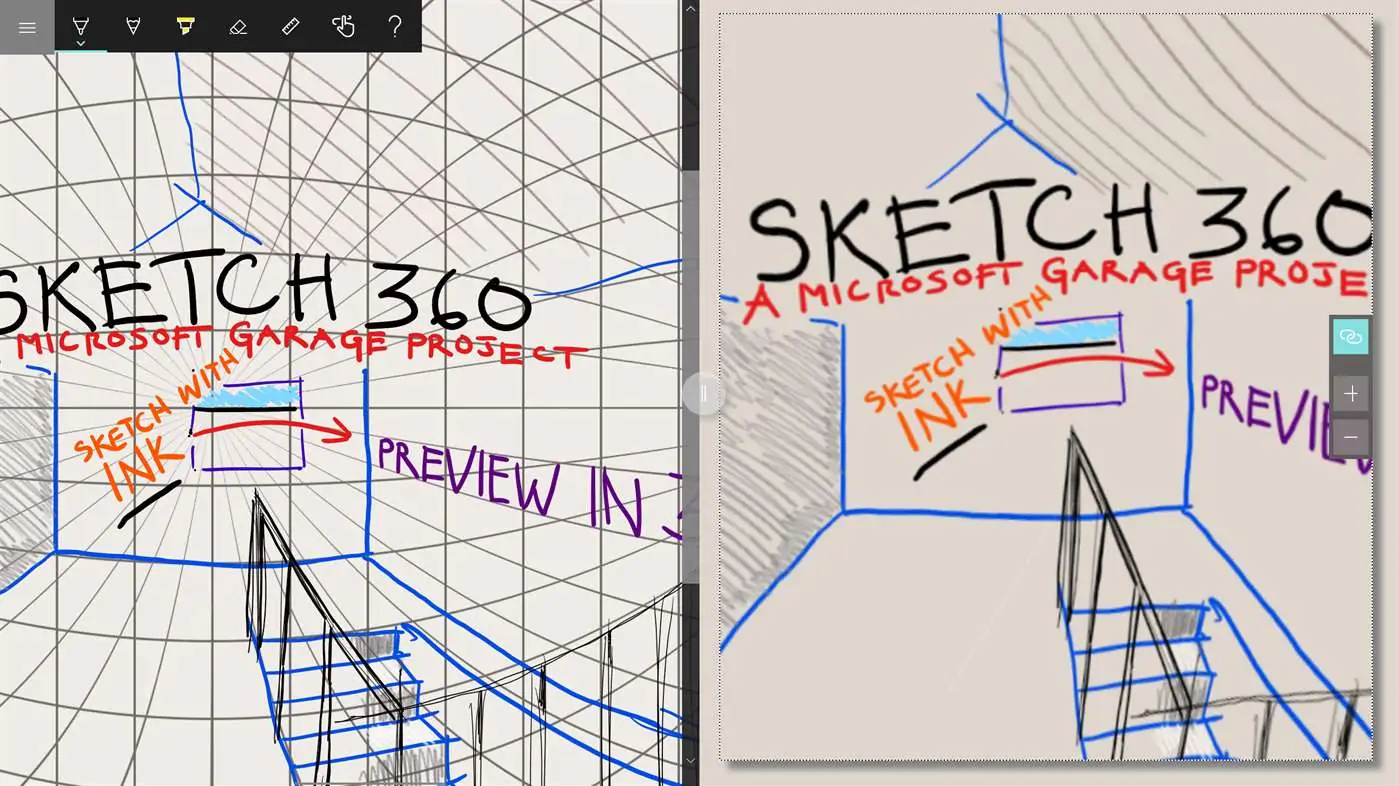 SKETCH 360
MICROSOFT GARAGE PROJECT
SKETCH WITH
INK
PREVIEW IN
SKETCH 360
A MICROSOFT GARAGE PROJE
SKETCH WITH
INK
PREVIE